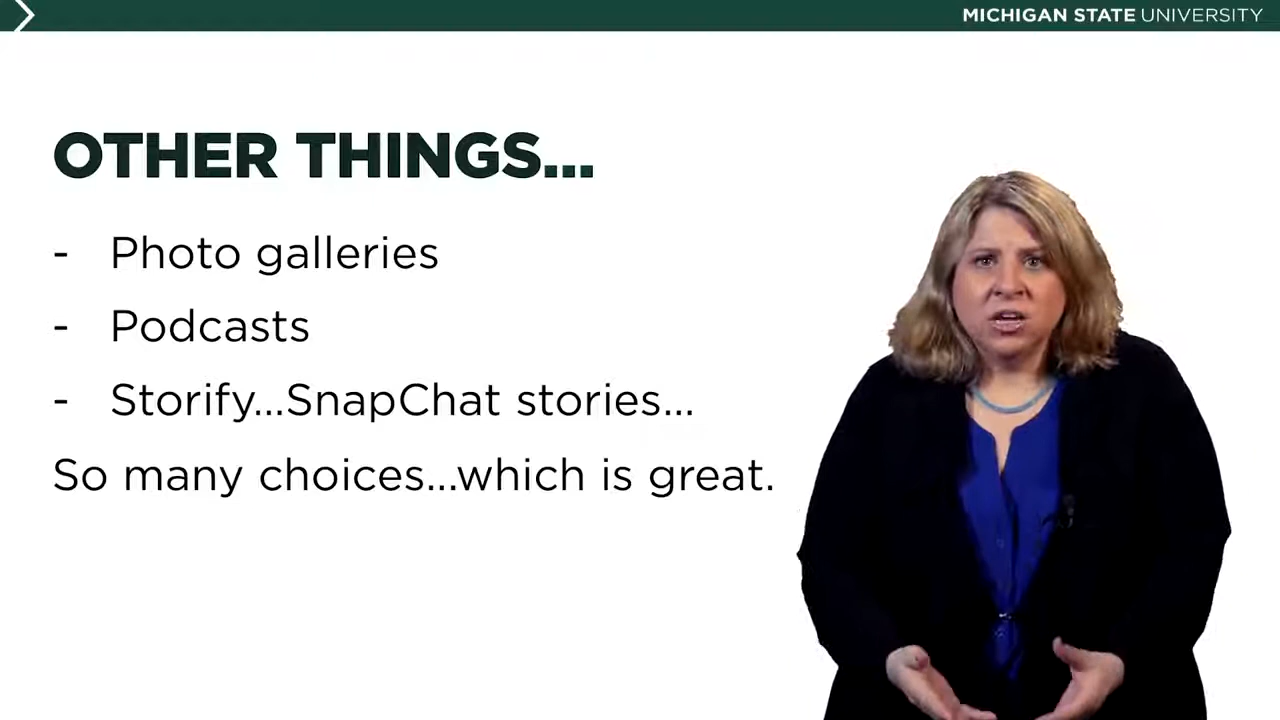 MICHIGAN STATE UNIVERSITY
OTHER THINGS...
- Photo galleries
- Podcasts
- Storify...SnapChat stories...
So many choices...which is great.